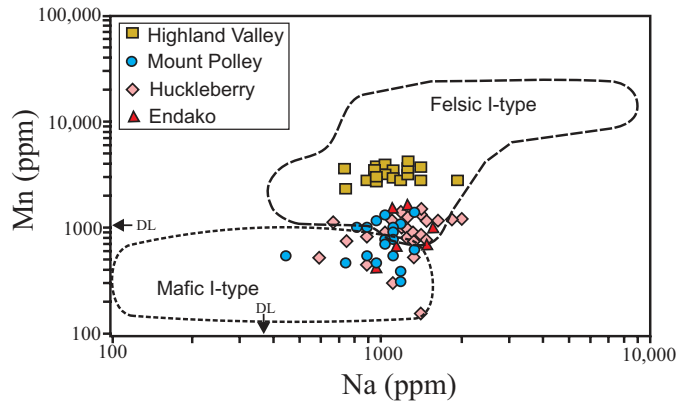 100,000
Highland Valley
Mount Polley
Huckleberry
Endako
Felsic I-type
10,000
Mn (ppm)
1000
DL
Mafic I-type
DL
100
100
1000
10,000
Na (ppm)